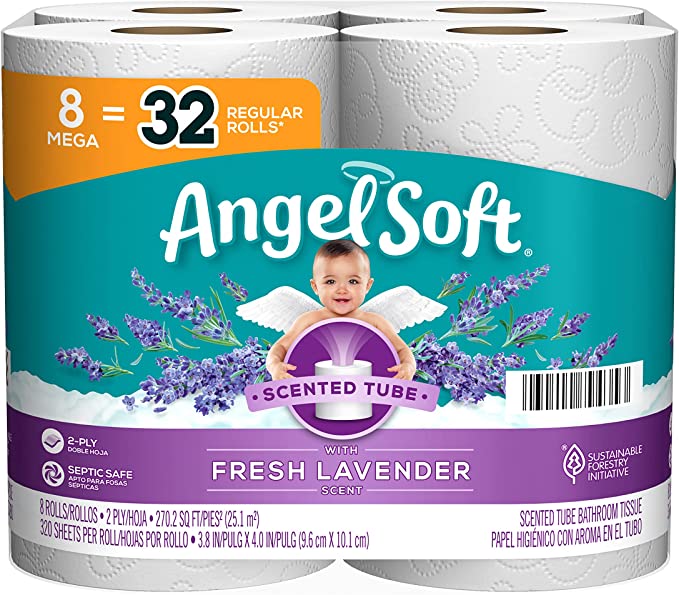 8 MEGA = 32 REGULAR ROLLS*
Angel Soft®
• SCENTED TUBE •
WITH
FRESH LAVENDER
SCENT
2-PLY
DOBLE HOJA
SEPTIC SAFE
APTO PARA FOSAS
SÉPTICAS
® SUSTAINABLE
FORESTRY
INITIATIVE
8 ROLLS/ROLLOS • 2 PLY/HOJA • 270.2 SQ FT/PIES² (25.1 m²)
320 SHEETS PER ROLL/HOJAS POR ROLLO • 3.8 IN/PULG X 4.0 IN/PULG (9.6 cm X 10.1 cm)
SCENTED TUBE BATHROOM TISSUE
PAPEL HIGIÉNICO CON AROMA EN EL TUBO